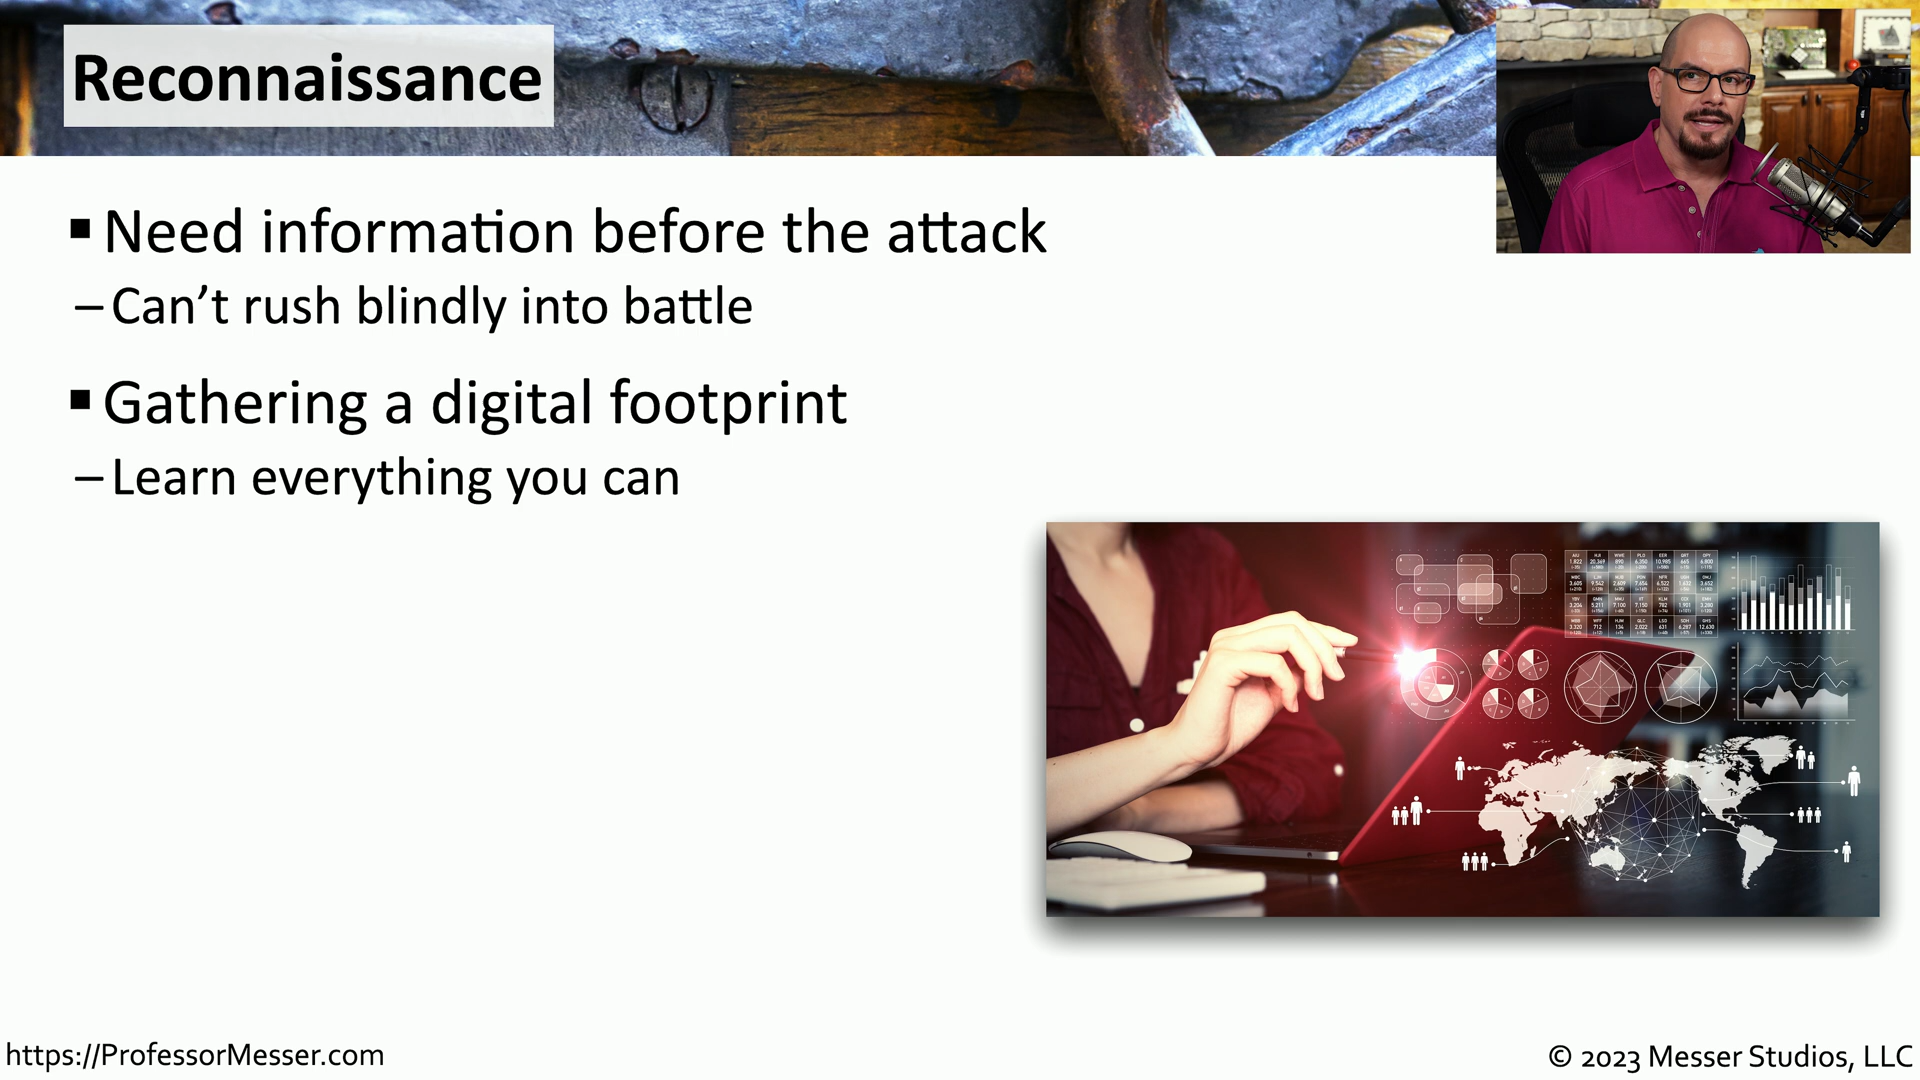 Reconnaissance
▪ Need information before the attack
– Can’t rush blindly into battle
▪ Gathering a digital footprint
– Learn everything you can
https://ProfessorMesser.com
© 2023 Messer Studios, LLC